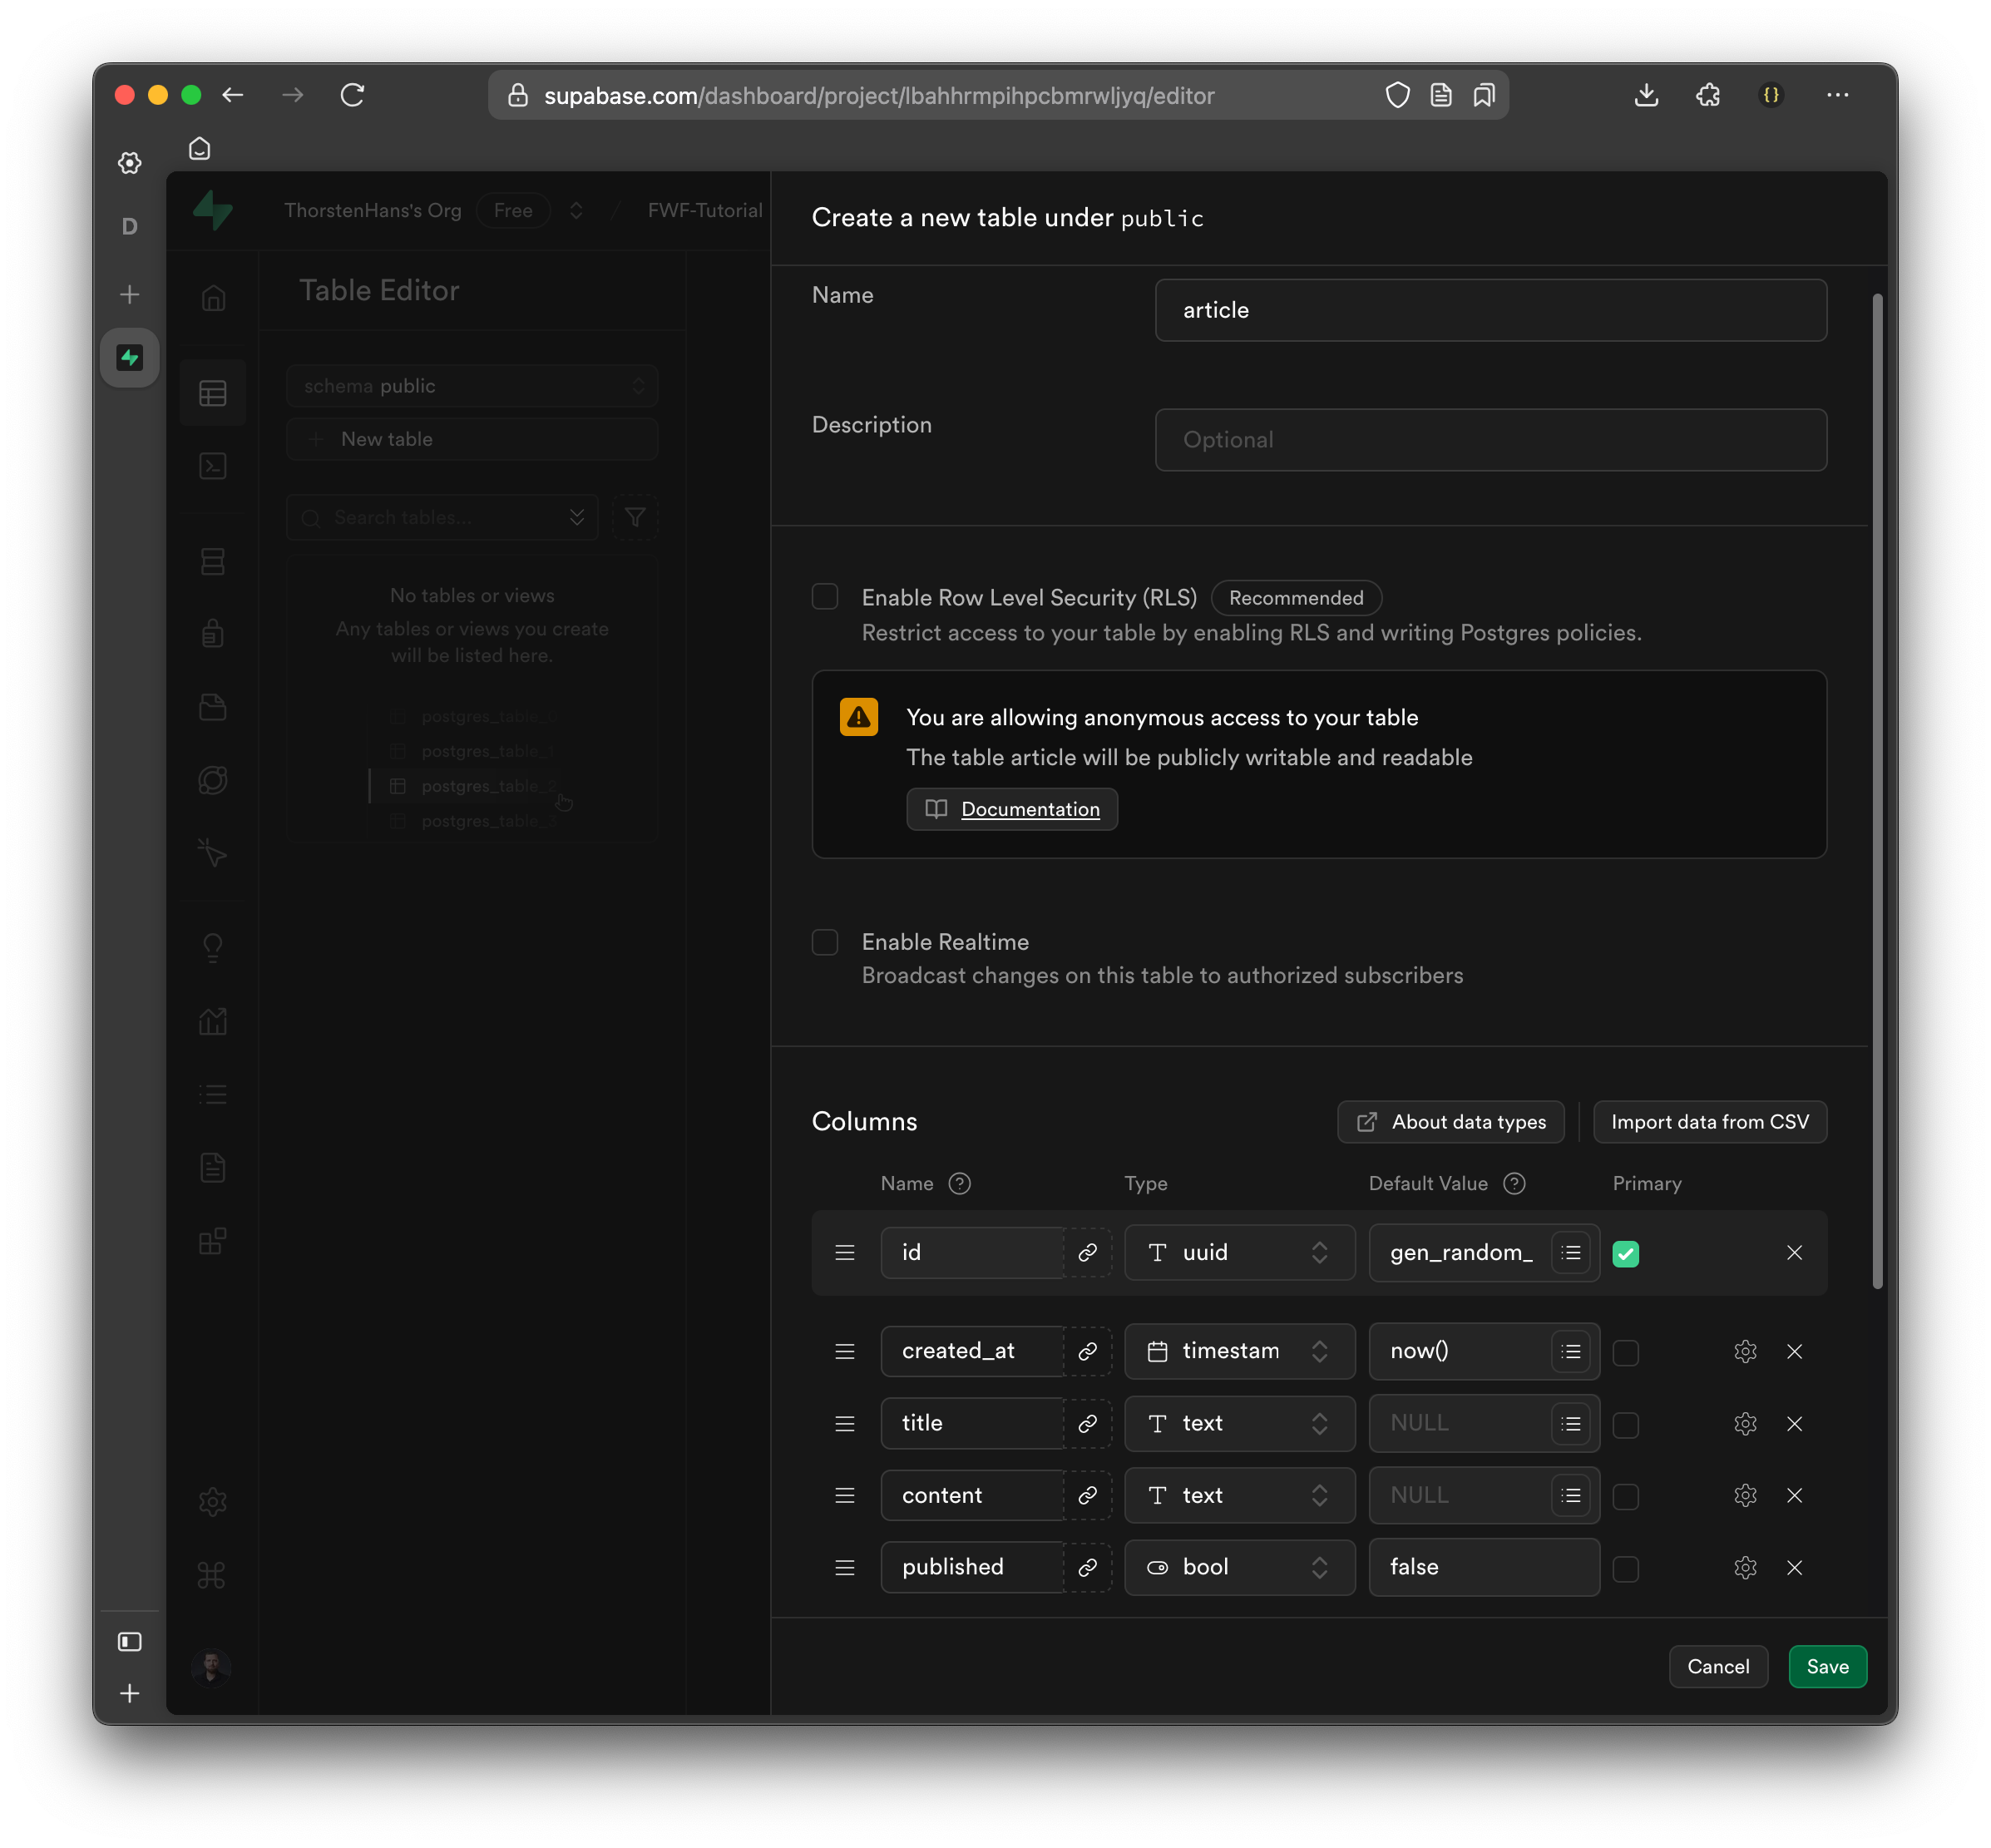 supabase.com/dashboard/project/lbahhrmpihpcbmrwljyq/editor
D
ThorstenHans's Org Free / FWF-Tutorial
Table Editor
schema public
New table
Search tables...
No tables or views
Any tables or views you create
will be listed here.
postgres_table_
postgres_table_1
postgres_table_2
postgres_table_
Create a new table under public
Name
article
Description
Optional
Enable Row Level Security (RLS) Recommended
Restrict access to your table by enabling RLS and writing Postgres policies.
You are allowing anonymous access to your table
The table article will be publicly writable and readable
Documentation
Enable Realtime
Broadcast changes on this table to authorized subscribers
Columns
About data types
Import data from CSV
Name Type Default Value Primary
id uuid gen_random_
created_at timestam now()
title text NULL
content text NULL
published bool false
Cancel Save